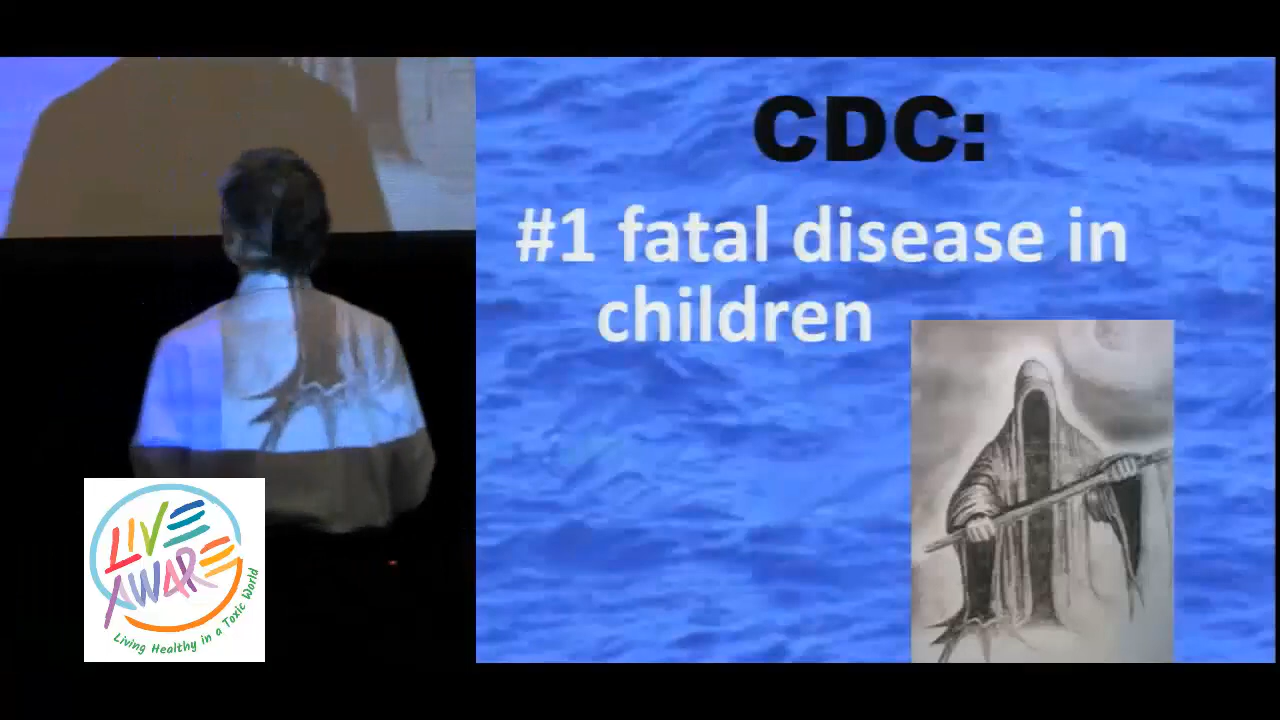 CDC:
#1 fatal disease in
children
LIVE
AWARE
Living Healthy in a Toxic World